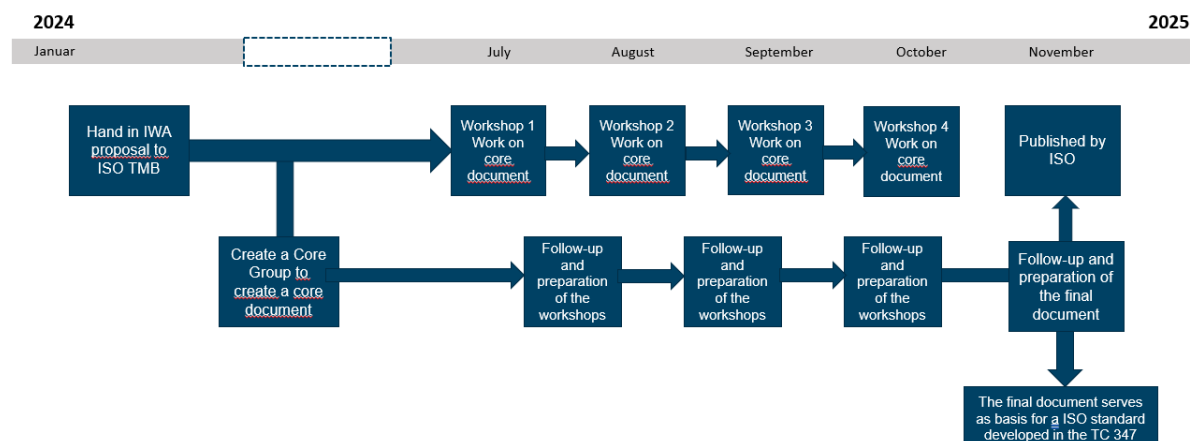 2024
2025
Januar
July
August
September
October
November
Hand in IWA
proposal to
ISO TMB
Workshop 1
Work on
core
document
Workshop 2
Work on
core
document
Workshop 3
Work on
core
document
Workshop 4
Work on
core
document
Published by
ISO
Create a Core
Group to
create a core
document
Follow-up
and
preparation
of the
workshops
Follow-up
and
preparation
of the
workshops
Follow-up
and
preparation
of the
workshops
Follow-up and
preparation of
the final
document
The final document serves
as basis for a ISO standard
developed in the TC 347